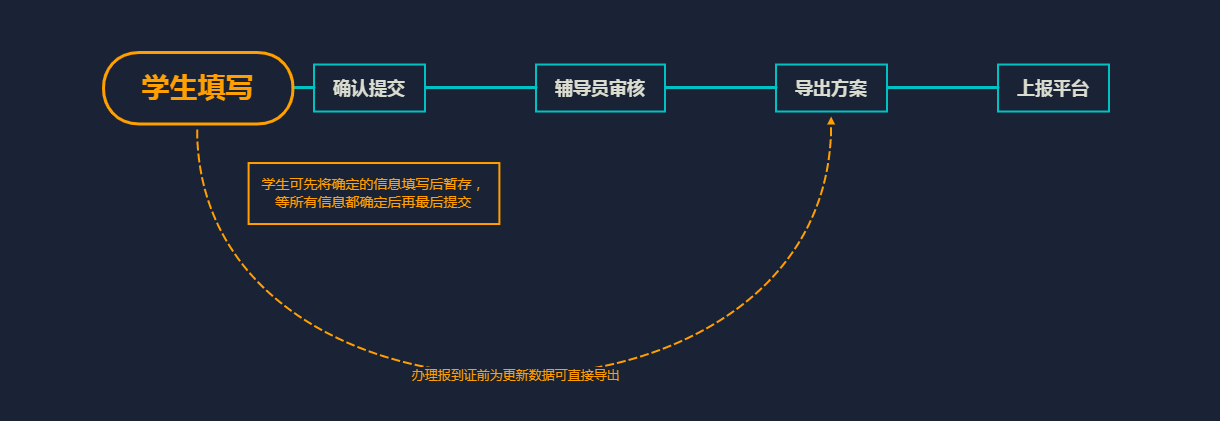 学生填写
确认提交
辅导员审核
导出方案
上报平台
学生可先将确定的信息填写后暂存，
等所有信息都确定后再最后提交
办理报到证前为更新数据可直接导出